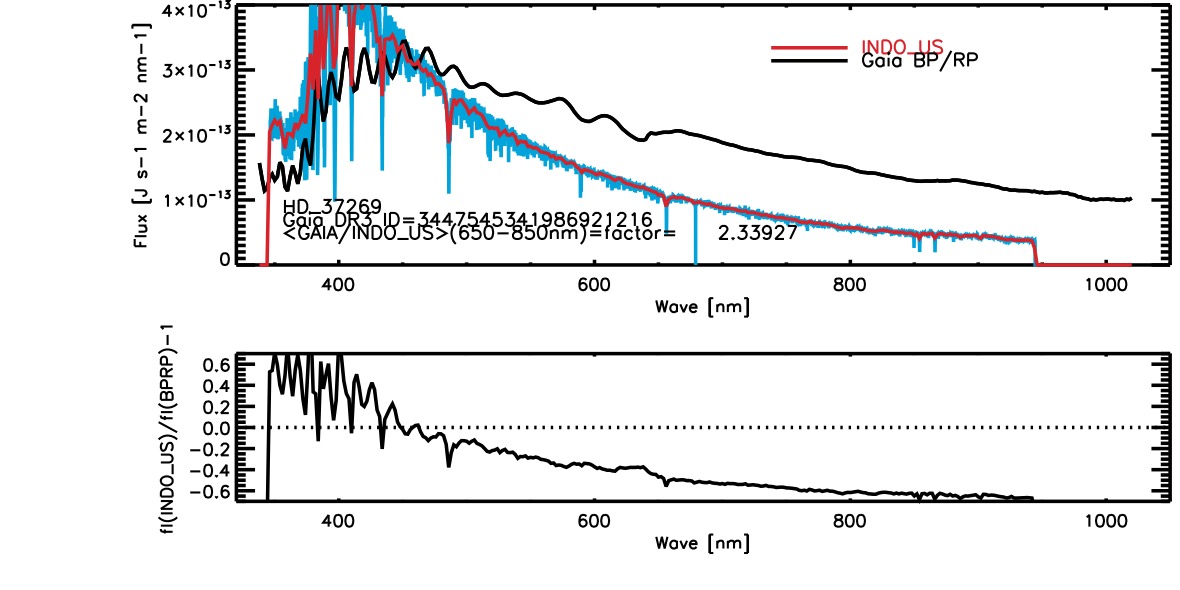 4×10−13
3×10−13
2×10−13
1×10−13
0
Flux [J s−1 m−2 nm−1]
INDO_US
Gaia BP/RP
HD_37269
Gaia DR3 ID=3447545341986921216
<GAIA/INDO_US>(650−850nm)=factor= 2.33927
400 600 800 1000
Wave [nm]
fl(INDO_US)/fl(BPRP)−1
0.6
0.4
0.2
0.0
−0.2
−0.4
−0.6
400 600 800 1000
Wave [nm]